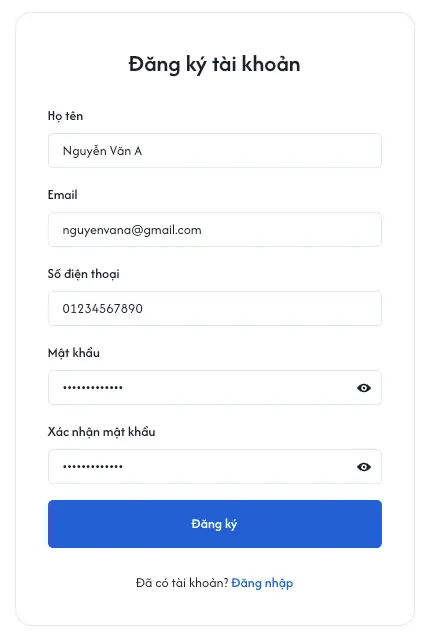 Đăng ký tài khoản
Họ tên
Nguyễn Văn A
Email
nguyenvana@gmail.com
Số điện thoại
01234567890
Mật khẩu
•••••••••••••
Xác nhận mật khẩu
•••••••••••••
Đăng ký
Đã có tài khoản? Đăng nhập